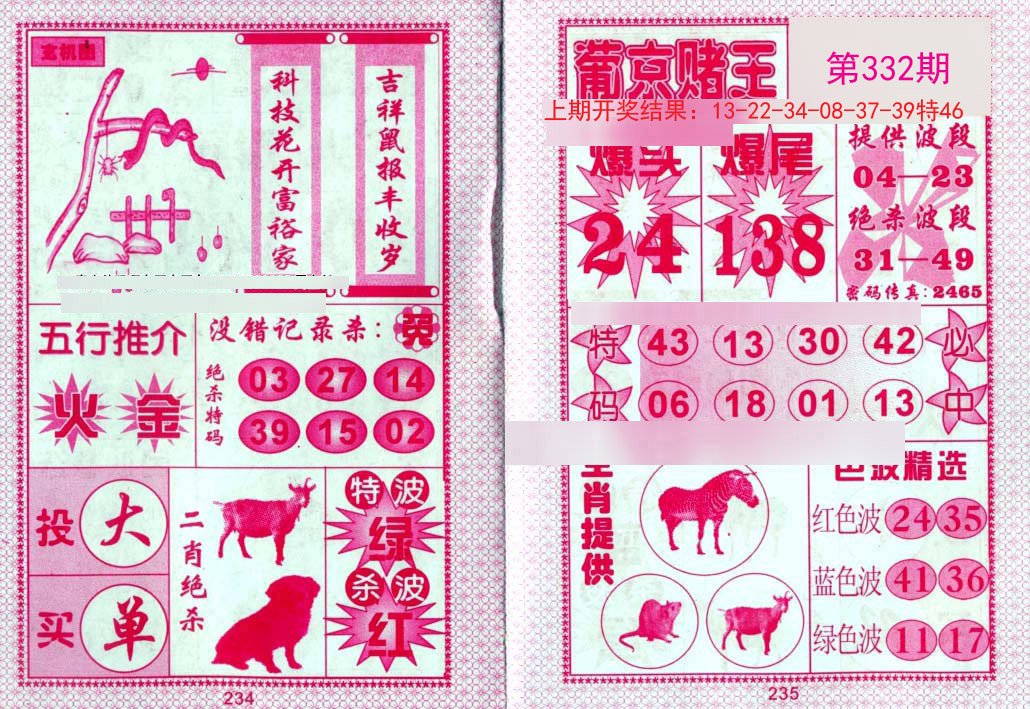 玄机图
科技花开富裕家
吉祥鼠报丰收岁
五行推介
火 金
没错记录杀：
绝杀特码
03 27 14
39 15 02
投 大
买 单
二肖绝杀
特波
绿
杀波
红
234
葡京赌王
第332期
上期开奖结果：13-22-34-08-37-39特46
爆头
24
爆尾
138
提供波段
04—23
绝杀波段
31—49
密码传真：2465
特码
43 13 30 42
06 18 01 13
必中
生肖提供
色波精选
红色波 24 35
蓝色波 41 36
绿色波 11 17
235